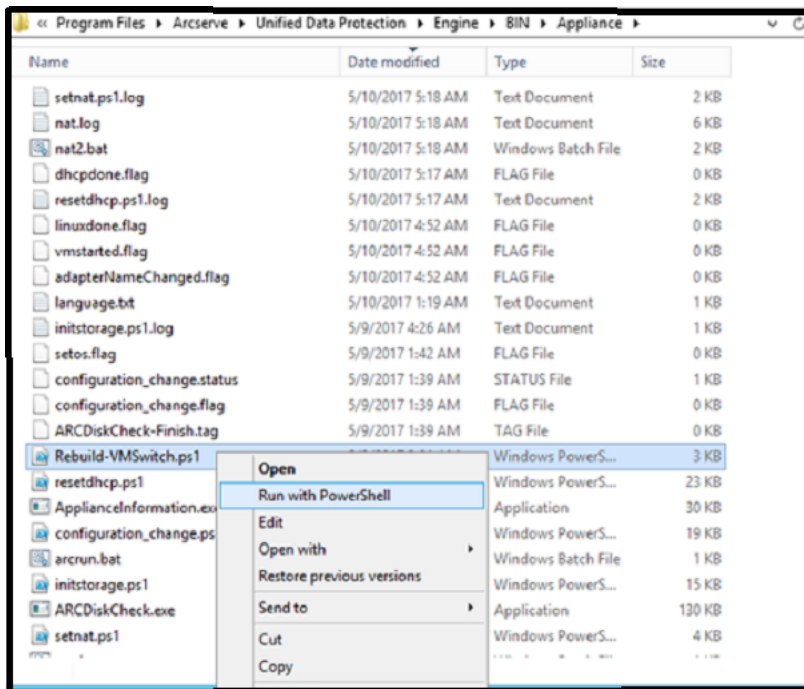 « Program Files ▸ Arcserve ▸ Unified Data Protection ▸ Engine ▸ BIN ▸ Appliance ▸
Name Date modified Type Size
setnat.ps1.log 5/10/2017 5:18 AM Text Document 2 KB
nat.log 5/10/2017 5:18 AM Text Document 6 KB
nat2.bat 5/10/2017 5:18 AM Windows Batch File 2 KB
dhcpdone.flag 5/10/2017 5:17 AM FLAG File 0 KB
resetdhcp.ps1.log 5/10/2017 5:17 AM Text Document 2 KB
linuxdone.flag 5/10/2017 4:52 AM FLAG File 0 KB
vmstarted.flag 5/10/2017 4:52 AM FLAG File 0 KB
adapterNameChanged.flag 5/10/2017 4:52 AM FLAG File 0 KB
language.txt 5/10/2017 1:19 AM Text Document 1 KB
initstorage.ps1.log 5/9/2017 4:26 AM Text Document 1 KB
setos.flag 5/9/2017 1:42 AM FLAG File 0 KB
configuration_change.status 5/9/2017 1:39 AM STATUS File 1 KB
configuration_change.flag 5/9/2017 1:39 AM FLAG File 0 KB
ARCDiskCheck-Finish.tag 5/9/2017 1:39 AM TAG File 0 KB
Rebuild-VMSwitch.ps1 Windows PowerS... 3 KB
Open
resetdhcp.ps1 Windows PowerS... 23 KB
Run with PowerShell
ApplianceInformation.ex Application 30 KB
Edit
configuration_change.ps Windows PowerS... 19 KB
Open with
arcrun.bat Windows Batch File 1 KB
Restore previous versions
initstorage.ps1 Windows PowerS... 15 KB
Send to
ARCDiskCheck.exe Application 130 KB
Cut
setnat.ps1 Windows PowerS... 4 KB
Copy